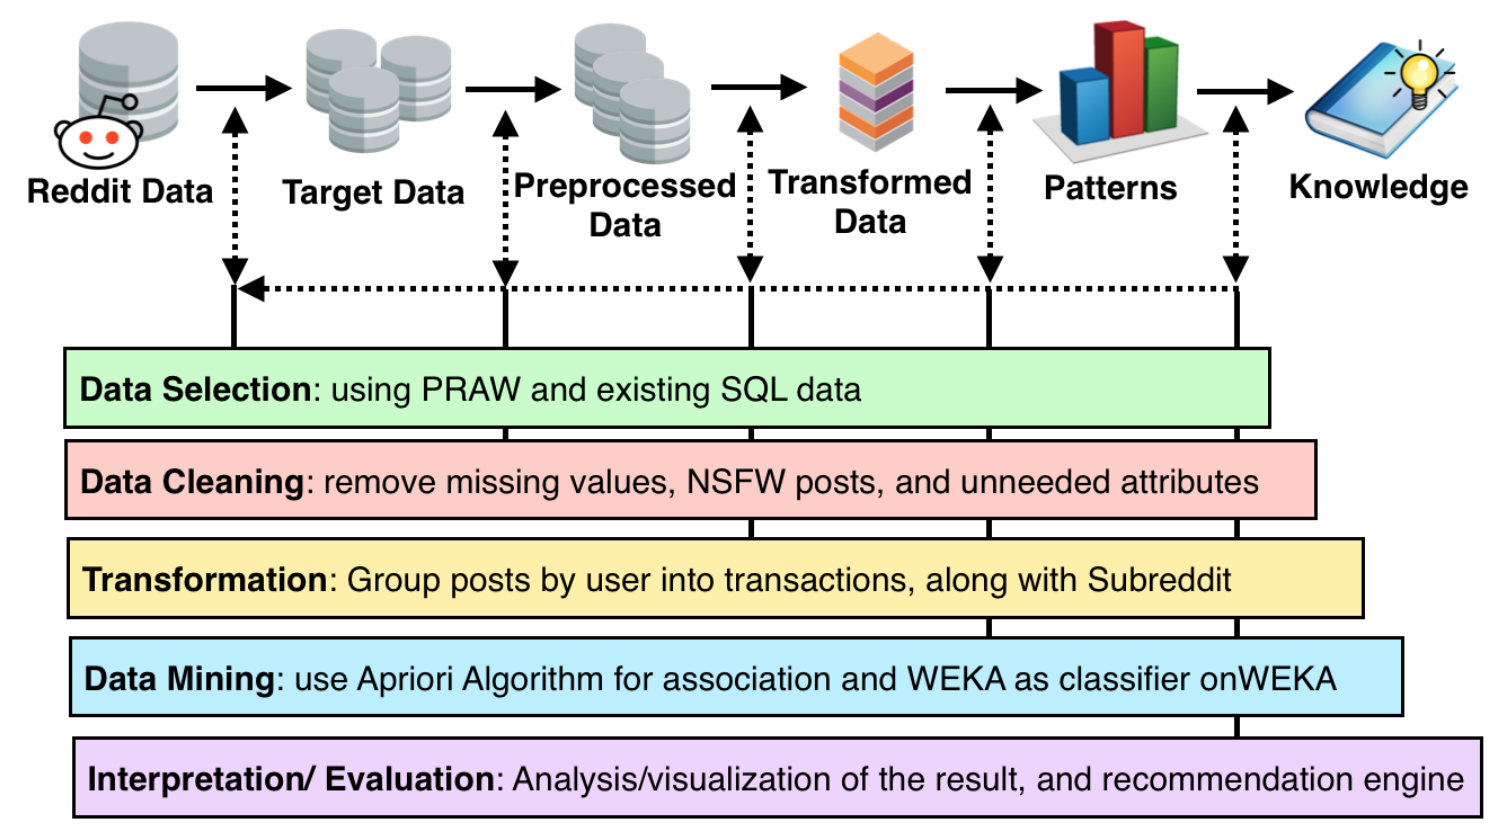 Reddit Data
Target Data
Preprocessed
Data
Transformed
Data
Patterns
Knowledge
Data Selection: using PRAW and existing SQL data
Data Cleaning: remove missing values, NSFW posts, and unneeded attributes
Transformation: Group posts by user into transactions, along with Subreddit
Data Mining: use Apriori Algorithm for association and WEKA as classifier onWEKA
Interpretation/ Evaluation: Analysis/visualization of the result, and recommendation engine